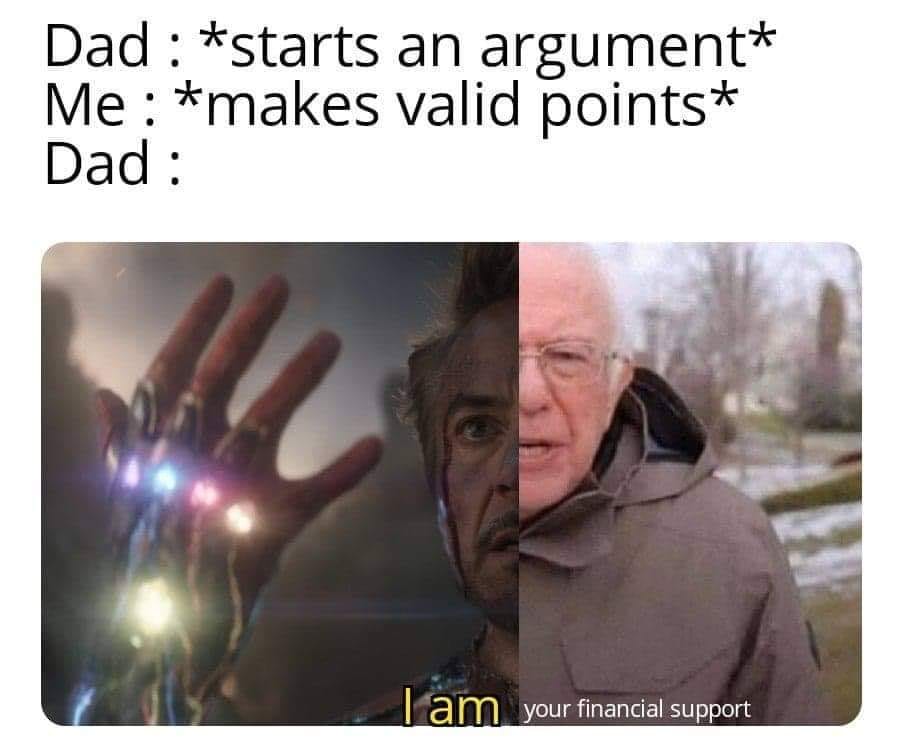 Dad : *starts an argument*
Me : *makes valid points*
Dad :
I am your financial support